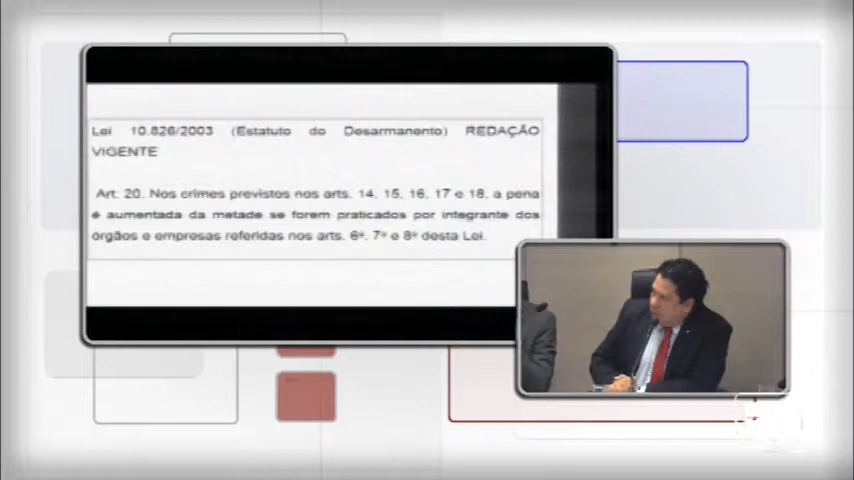 Lei 10.826/2003 (Estatuto do Desarmanento) REDAÇÃO
VIGENTE
Art. 20. Nos crimes previstos nos arts. 14, 15, 16, 17 e 18, a pena
é aumentada da metade se forem praticados por integrante dos
órgãos e empresas referidas nos arts. 6º, 7º e 8º desta Lei.